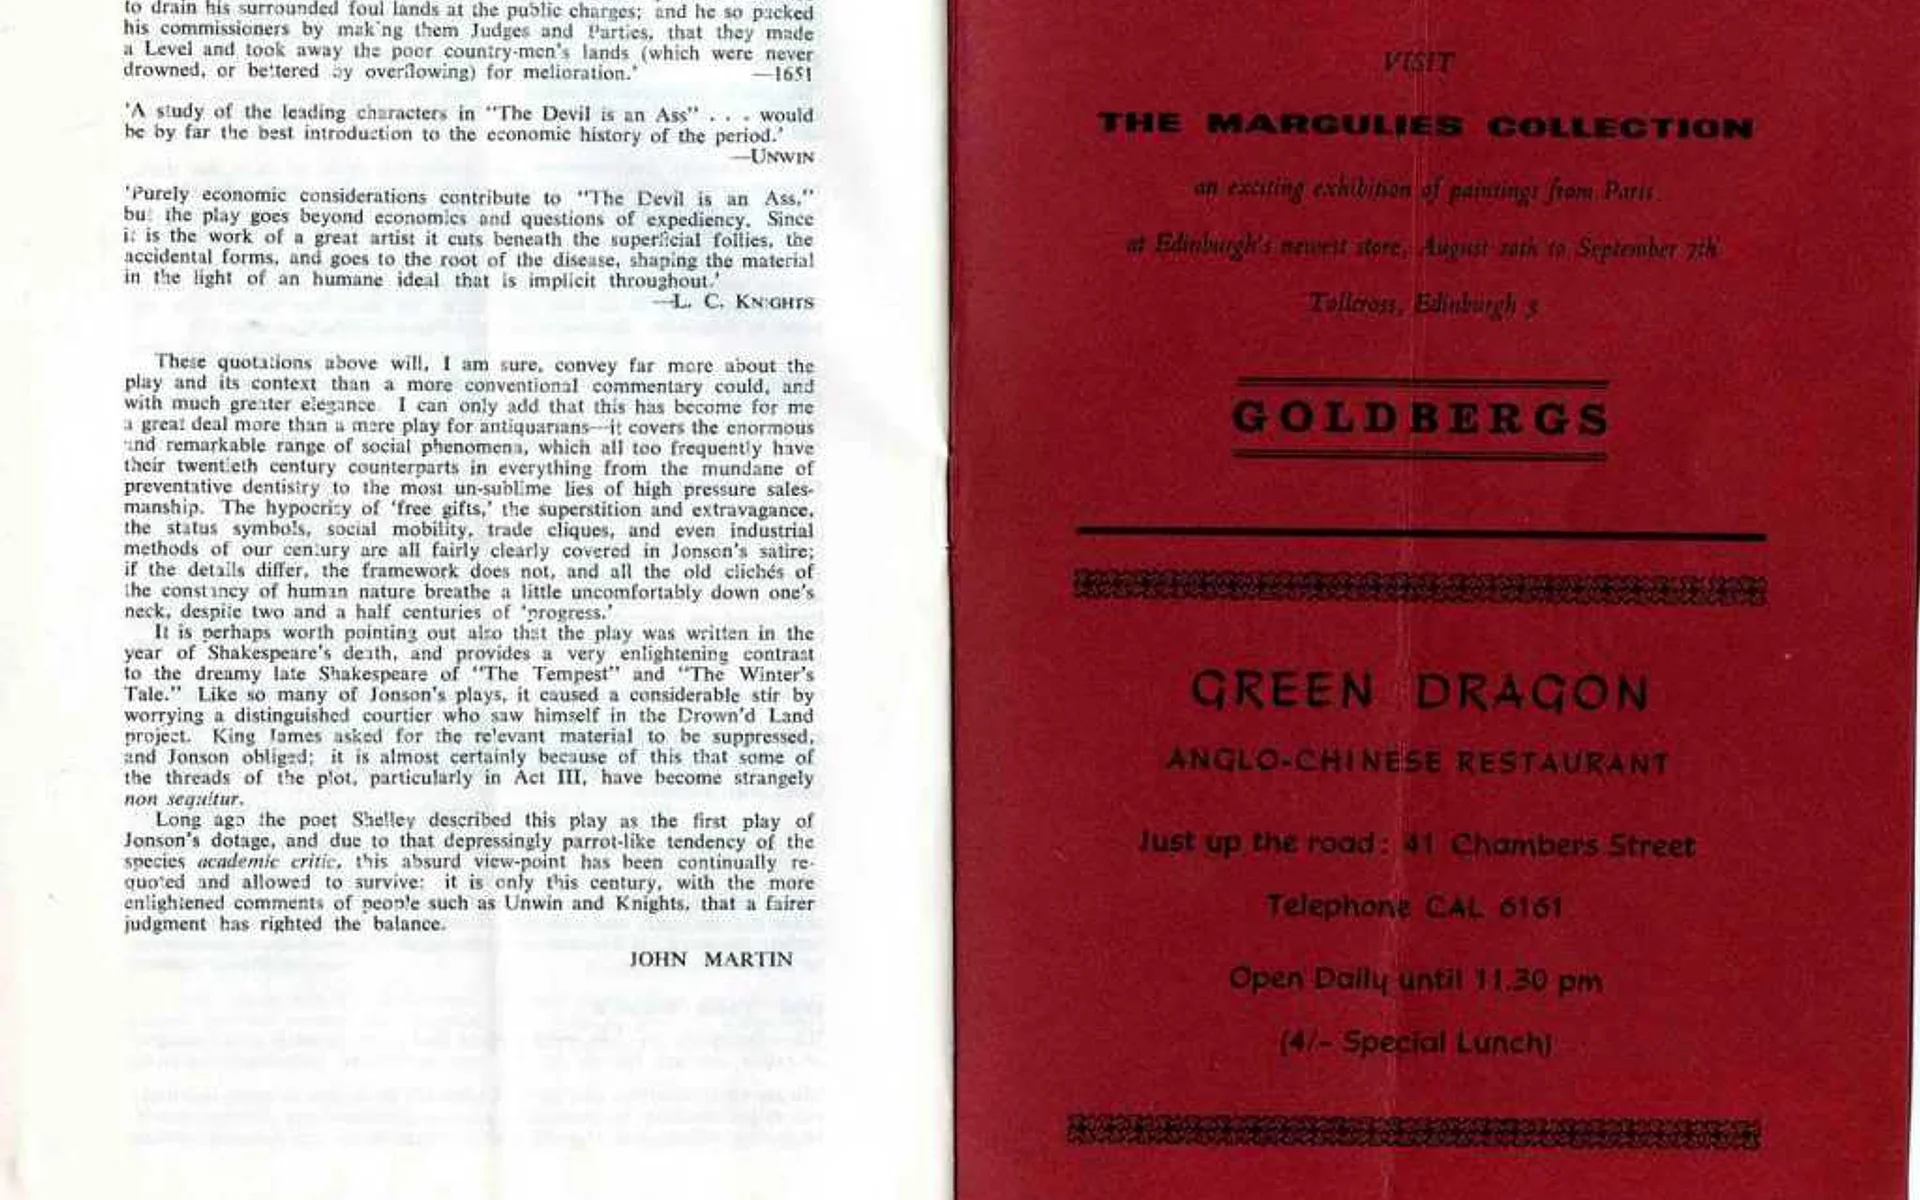 to drain his surrounded foul lands at the public charges; and he so packed
his commissioners by making them Judges and Parties, that they made
a Level and took away the poor country-men's lands (which were never
drowned, or bettered by overflowing) for melioration.' —1651
'A study of the leading characters in "The Devil is an Ass" . . . would
be by far the best introduction to the economic history of the period.'
—UNWIN
'Purely economic considerations contribute to "The Devil is an Ass,"
but the play goes beyond economics and questions of expediency. Since
it is the work of a great artist it cuts beneath the superficial follies, the
accidental forms, and goes to the root of the disease, shaping the material
in the light of an humane ideal that is implicit throughout.'
—L. C. KNIGHTS
These quotations above will, I am sure, convey far more about the
play and its context than a more conventional commentary could, and
with much greater elegance. I can only add that this has become for me
a great deal more than a mere play for antiquarians—it covers the enormous
and remarkable range of social phenomena, which all too frequently have
their twentieth century counterparts in everything from the mundane of
preventative dentistry to the most un-sublime lies of high pressure sales-
manship. The hypocrity of 'free gifts,' the superstition and extravagance,
the status symbols, social mobility, trade cliques, and even industrial
methods of our century are all fairly clearly covered in Jonson's satire;
if the details differ, the framework does not, and all the old clichés of
the constancy of human nature breathe a little uncomfortably down one's
neck, despite two and a half centuries of 'progress.'
It is perhaps worth pointing out also that the play was written in the
year of Shakespeare's death, and provides a very enlightening contrast
to the dreamy late Shakespeare of "The Tempest" and "The Winter's
Tale." Like so many of Jonson's plays, it caused a considerable stir by
worrying a distinguished courtier who saw himself in the Drown'd Land
project. King James asked for the relevant material to be suppressed,
and Jonson obliged; it is almost certainly because of this that some of
the threads of the plot, particularly in Act III, have become strangely
non sequitur.
Long ago the poet Shelley described this play as the first play of
Jonson's dotage, and due to that depressingly parrot-like tendency of the
species academic critic, this absurd view-point has been continually re-
quoted and allowed to survive; it is only this century, with the more
enlightened comments of people such as Unwin and Knights, that a fairer
judgment has righted the balance.
JOHN MARTIN
VISIT
THE MARGULIES COLLECTION
an exciting exhibition of paintings from Paris
at Edinburgh's newest store, August 20th to September 7th
Tollcross, Edinburgh 3
GOLDBERGS
GREEN DRAGON
ANGLO-CHINESE RESTAURANT
Just up the road: 41 Chambers Street
Telephone CAL 6161
Open Daily until 11.30 pm
(4/- Special Lunch)